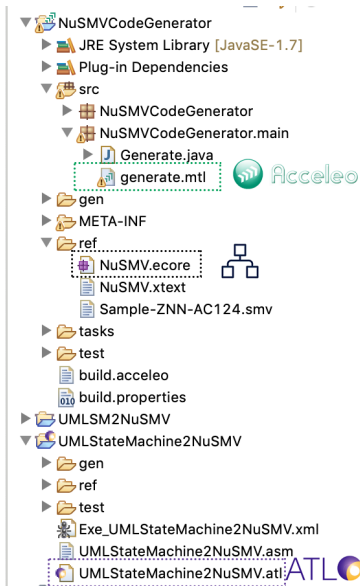 NuSMVCodeGenerator
JRE System Library [JavaSE-1.7]
Plug-in Dependencies
src
NuSMVCodeGenerator
NuSMVCodeGenerator.main
Generate.java
generate.mtl
Acceleo
gen
META-INF
ref
NuSMV.ecore
NuSMV.xtext
Sample-ZNN-AC124.smv
tasks
test
build.acceleo
010 build.properties
UMLSM2NuSMV
UMLStateMachine2NuSMV
gen
ref
test
Exe_UMLStateMachine2NuSMV.xml
UMLStateMachine2NuSMV.asm
UMLStateMachine2NuSMV.atl ATL